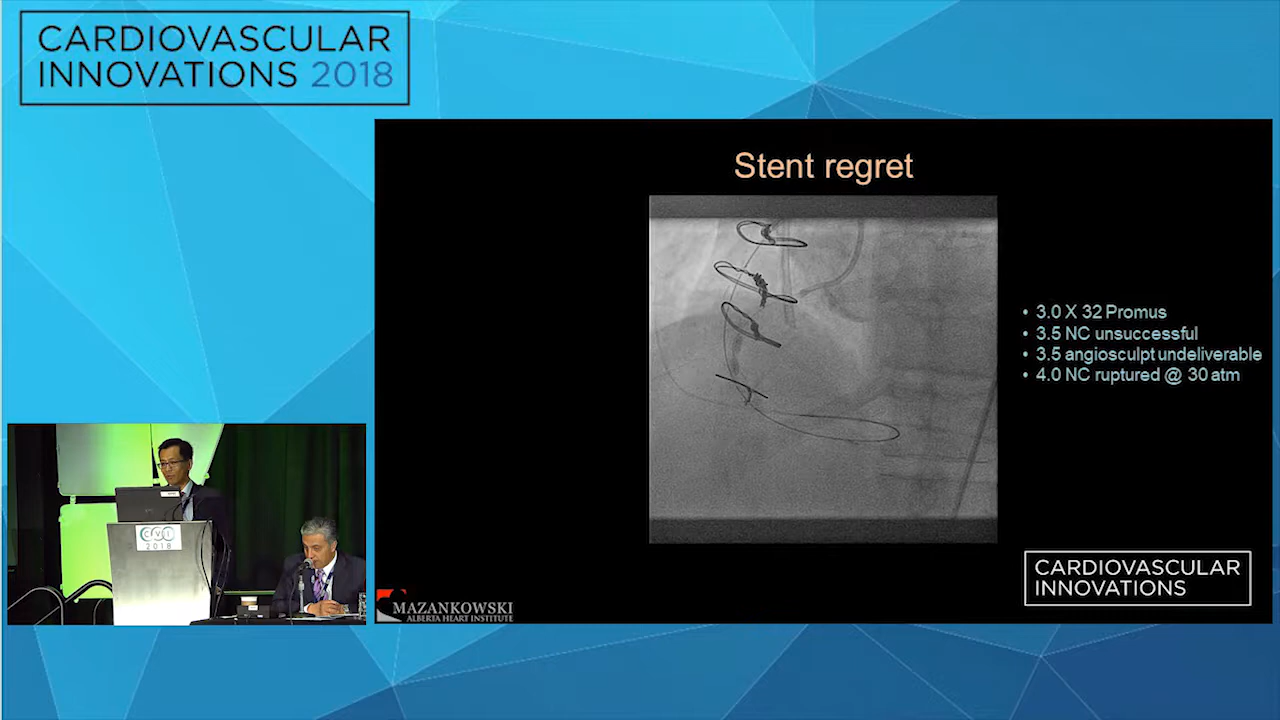 CARDIOVASCULAR
INNOVATIONS 2018
Stent regret
• 3.0 X 32 Promus
• 3.5 NC unsuccessful
• 3.5 angiosculpt undeliverable
• 4.0 NC ruptured @ 30 atm
CVI
2018
MAZANKOWSKI
ALBERTA HEART INSTITUTE
CARDIOVASCULAR
INNOVATIONS